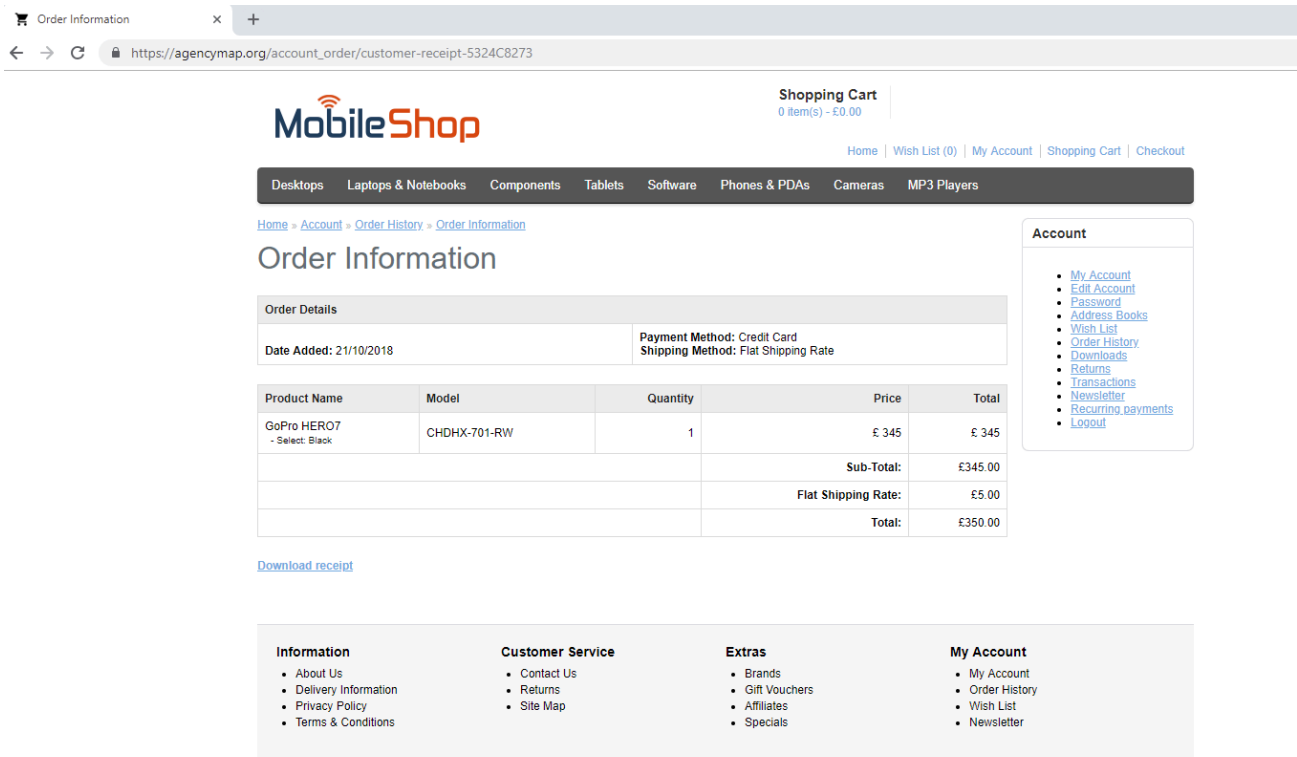 Order Information
https://agencymap.org/account_order/customer-receipt-5324C8273
MobileShop
Shopping Cart
0 item(s) - £0.00
Home | Wish List (0) | My Account | Shopping Cart | Checkout
Desktops Laptops & Notebooks Components Tablets Software Phones & PDAs Cameras MP3 Players
Home » Account » Order History » Order Information
Order Information
Order Details
Date Added: 21/10/2018
Payment Method: Credit Card
Shipping Method: Flat Shipping Rate
Product Name Model Quantity Price Total
GoPro HERO7
- Select: Black
CHDHX-701-RW 1 £ 345 £ 345
Sub-Total: £345.00
Flat Shipping Rate: £5.00
Total: £350.00
Download receipt
Account
My Account
Edit Account
Password
Address Books
Wish List
Order History
Downloads
Returns
Transactions
Newsletter
Recurring payments
Logout
Information
About Us
Delivery Information
Privacy Policy
Terms & Conditions
Customer Service
Contact Us
Returns
Site Map
Extras
Brands
Gift Vouchers
Affiliates
Specials
My Account
My Account
Order History
Wish List
Newsletter